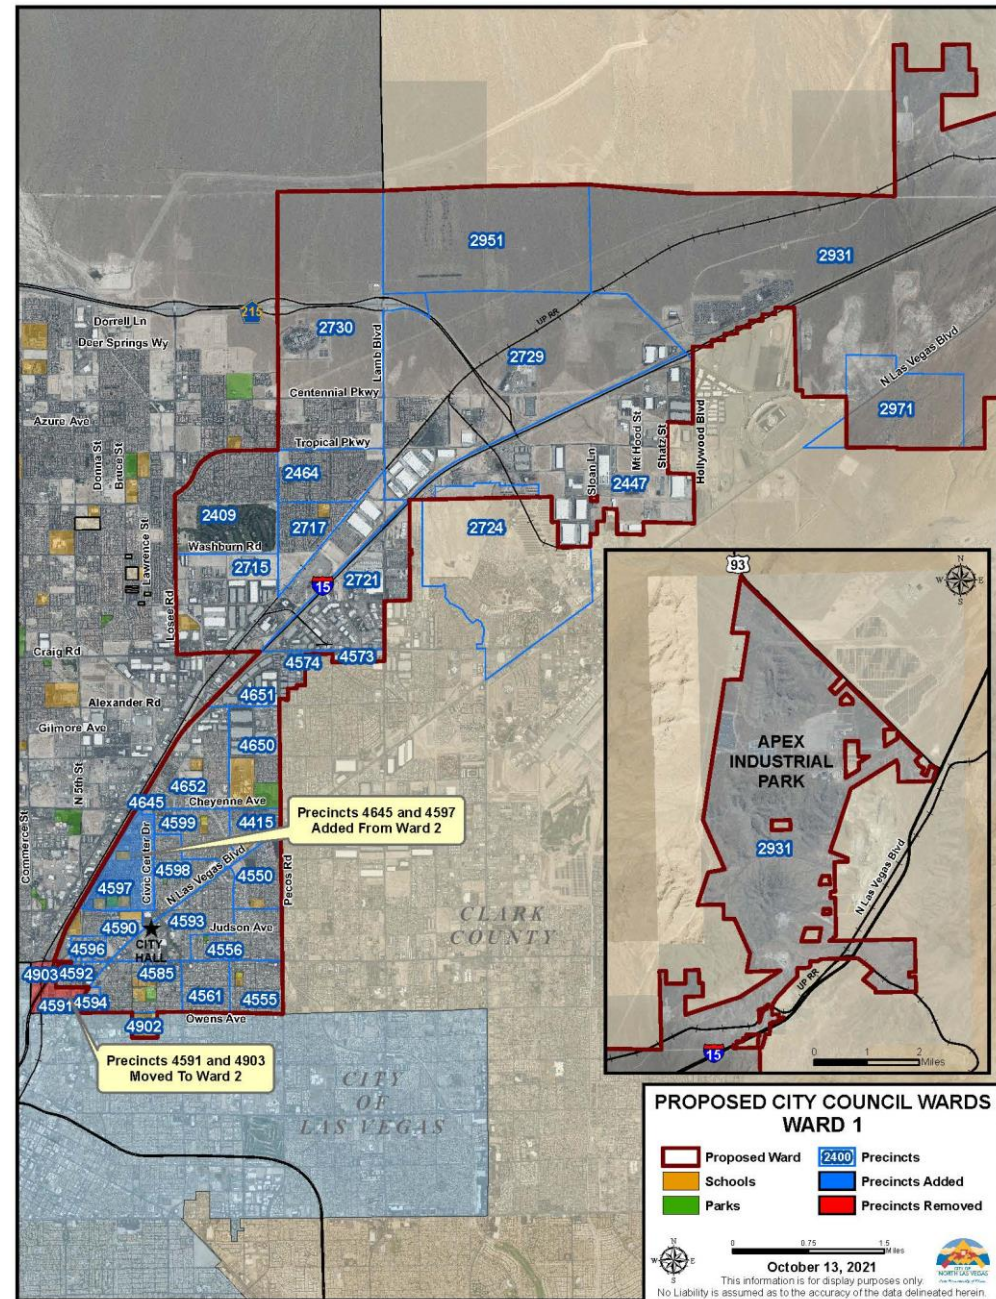 2951
2931
215
Dorrell Ln
Deer Springs Wy
2730
Lamb Blvd
UP RR
2729
N Las Vegas Blvd
Centennial Pkwy
2971
Azure Ave
Donna St
Bruce St
Tropical Pkwy
2464
Sloan Ln
Mt Hood St
Shatz St
Hollywood Blvd
2447
2409
2717
2724
Lawrence St
Washburn Rd
2715
15
2721
Losee Rd
Craig Rd
4574
4573
Alexander Rd
4651
Gilmore Ave
4650
N 5th St
4652
4645
Cheyenne Ave
Commerce St
Civic Center Dr
4599
4415
Precincts 4645 and 4597
Added From Ward 2
4598
N Las Vegas Blvd
4550
Pecos Rd
4597
4590
4593
Judson Ave
CITY
HALL
4596
4556
4903
4592
4585
4591
4594
4561
4555
4902
Owens Ave
Precincts 4591 and 4903
Moved To Ward 2
CLARK
COUNTY
CITY
OF
LAS VEGAS
93
N
W
E
S
APEX
INDUSTRIAL
PARK
2931
N Las Vegas Blvd
UP RR
15
0 1 2
Miles
PROPOSED CITY COUNCIL WARDS
WARD 1
Proposed Ward
2400 Precincts
Schools
Precincts Added
Parks
Precincts Removed
N
W
E
S
0 0.75 1.5
Miles
October 13, 2021
This information is for display purposes only.
No Liability is assumed as to the accuracy of the data delineated herein.
CITY OF
NORTH LAS VEGAS